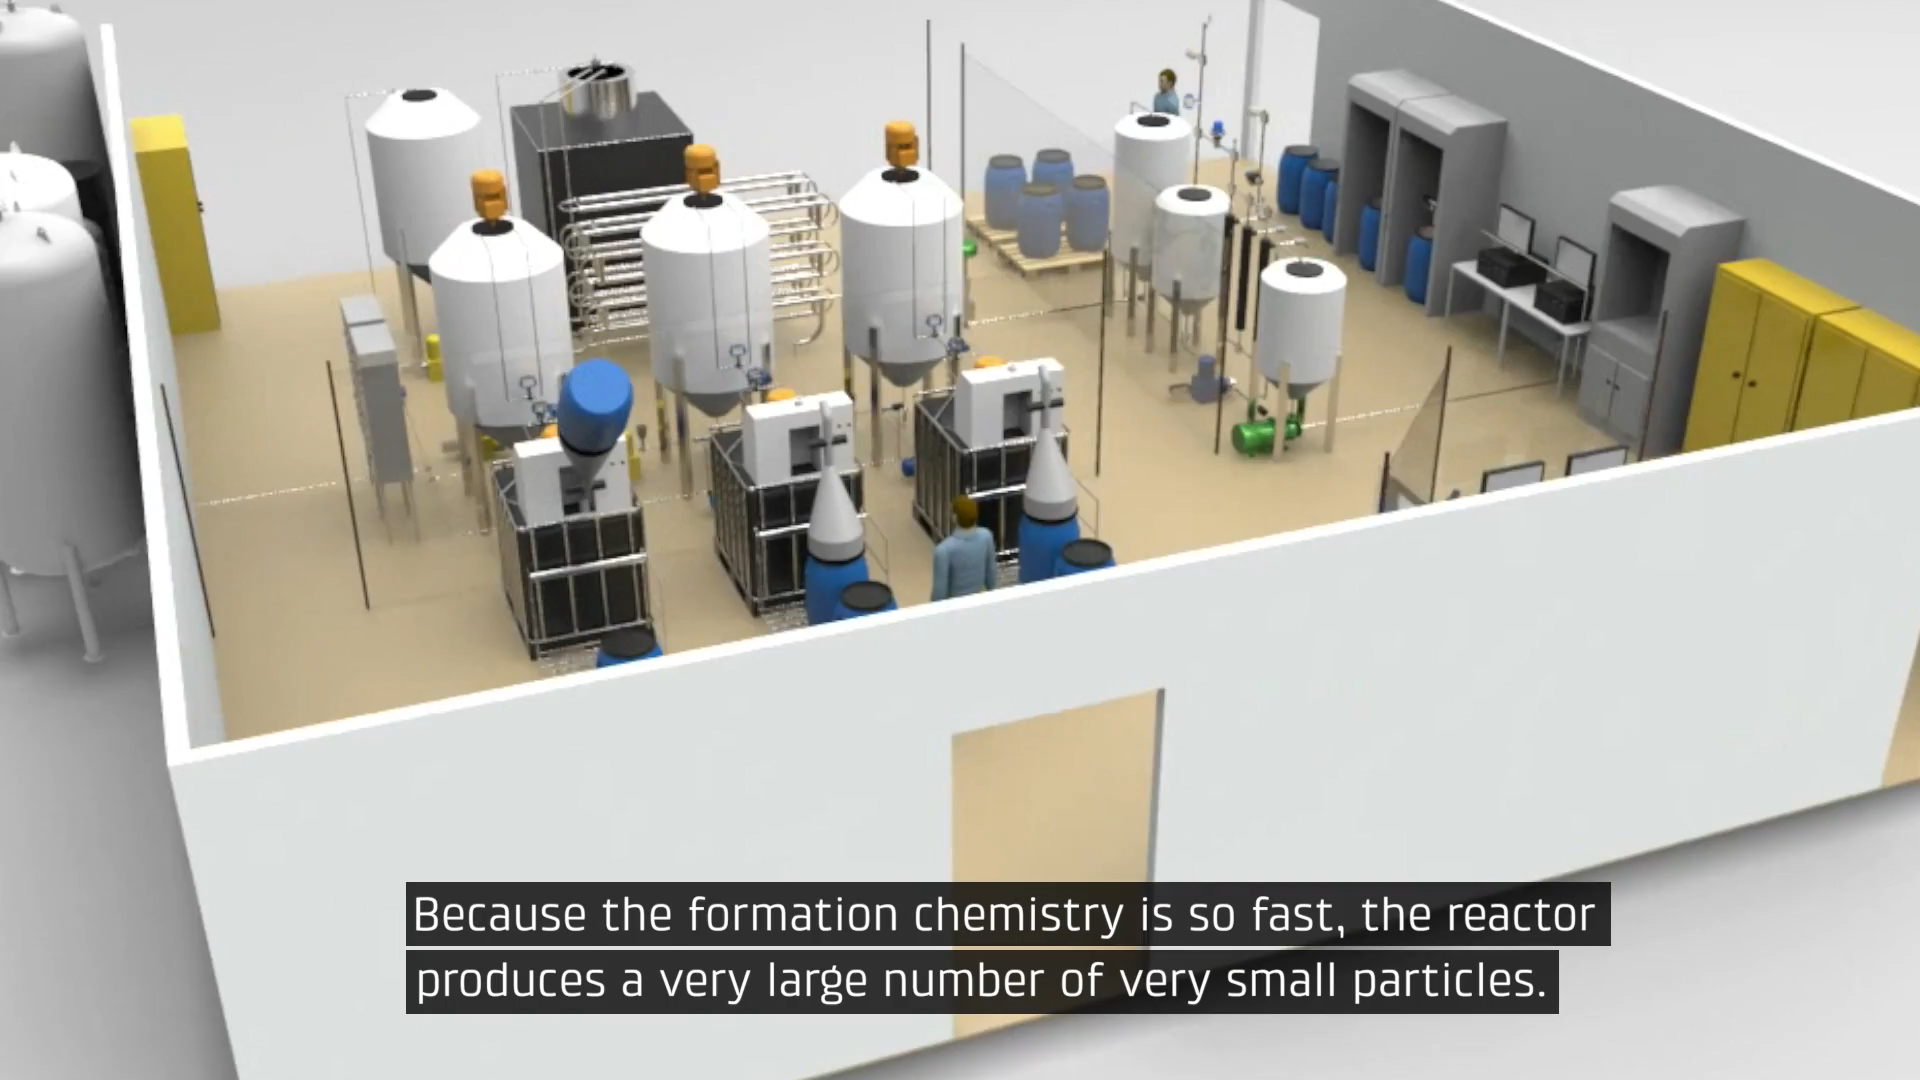 Because the formation chemistry is so fast, the reactor
produces a very large number of very small particles.